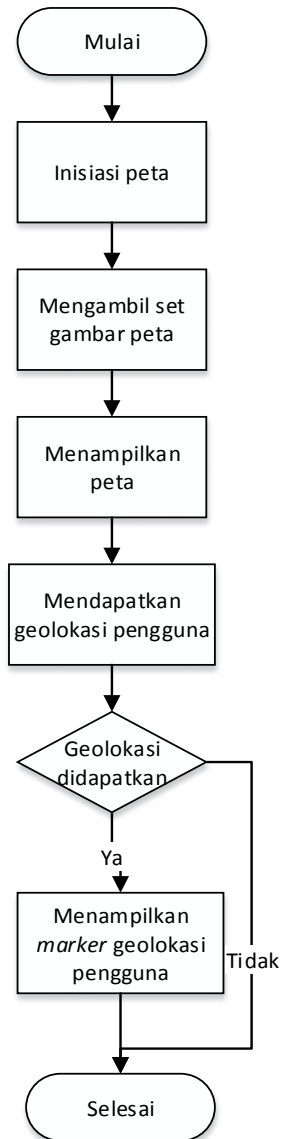 Mulai
Inisiasi peta
Mengambil set
gambar peta
Menampilkan
peta
Mendapatkan
geolokasi pengguna
Geolokasi
didapatkan
Ya
Menampilkan
marker geolokasi
pengguna
Tidak
Selesai